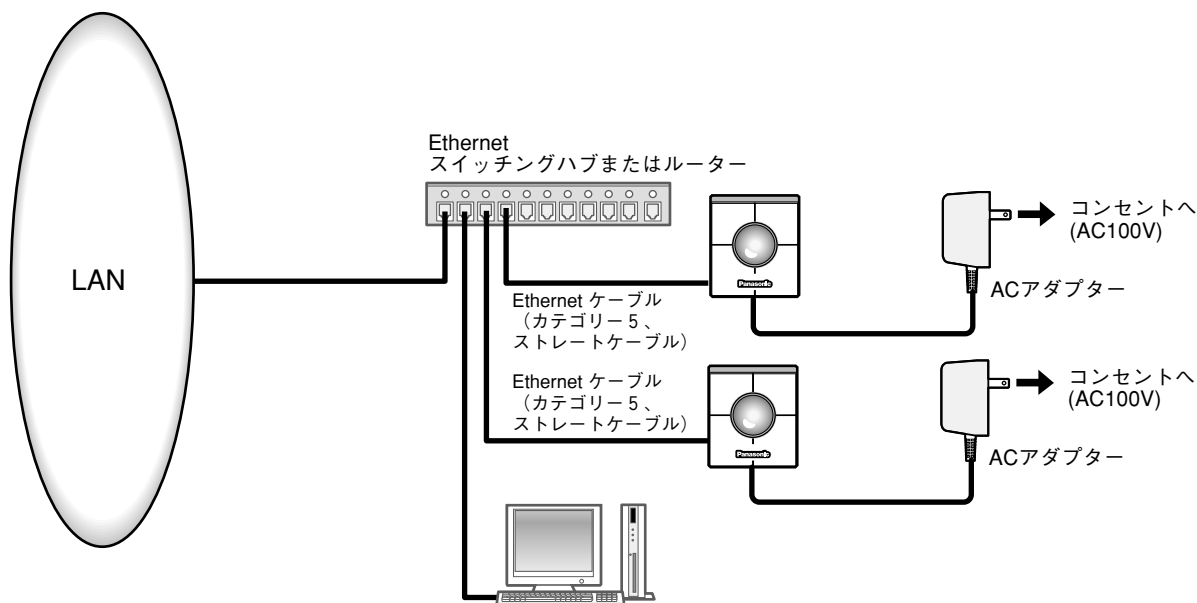 Ethernet
スイッチングハブまたはルーター
LAN
コンセントへ
(AC100V)
ACアダプター
Panasonic
Ethernet ケーブル
（カテゴリー5、
ストレートケーブル）
Ethernet ケーブル
（カテゴリー5、
ストレートケーブル）
コンセントへ
(AC100V)
ACアダプター
Panasonic